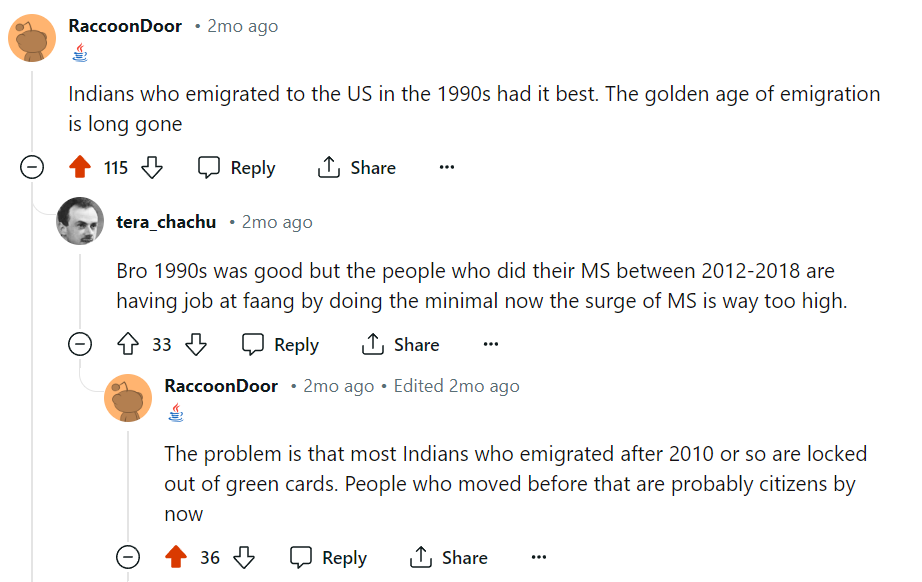 RaccoonDoor • 2mo ago
Indians who emigrated to the US in the 1990s had it best. The golden age of emigration
is long gone
115 Reply Share ...
tera_chachu • 2mo ago
Bro 1990s was good but the people who did their MS between 2012-2018 are
having job at faang by doing the minimal now the surge of MS is way too high.
33 Reply Share ...
RaccoonDoor • 2mo ago • Edited 2mo ago
The problem is that most Indians who emigrated after 2010 or so are locked
out of green cards. People who moved before that are probably citizens by
now
36 Reply Share ...